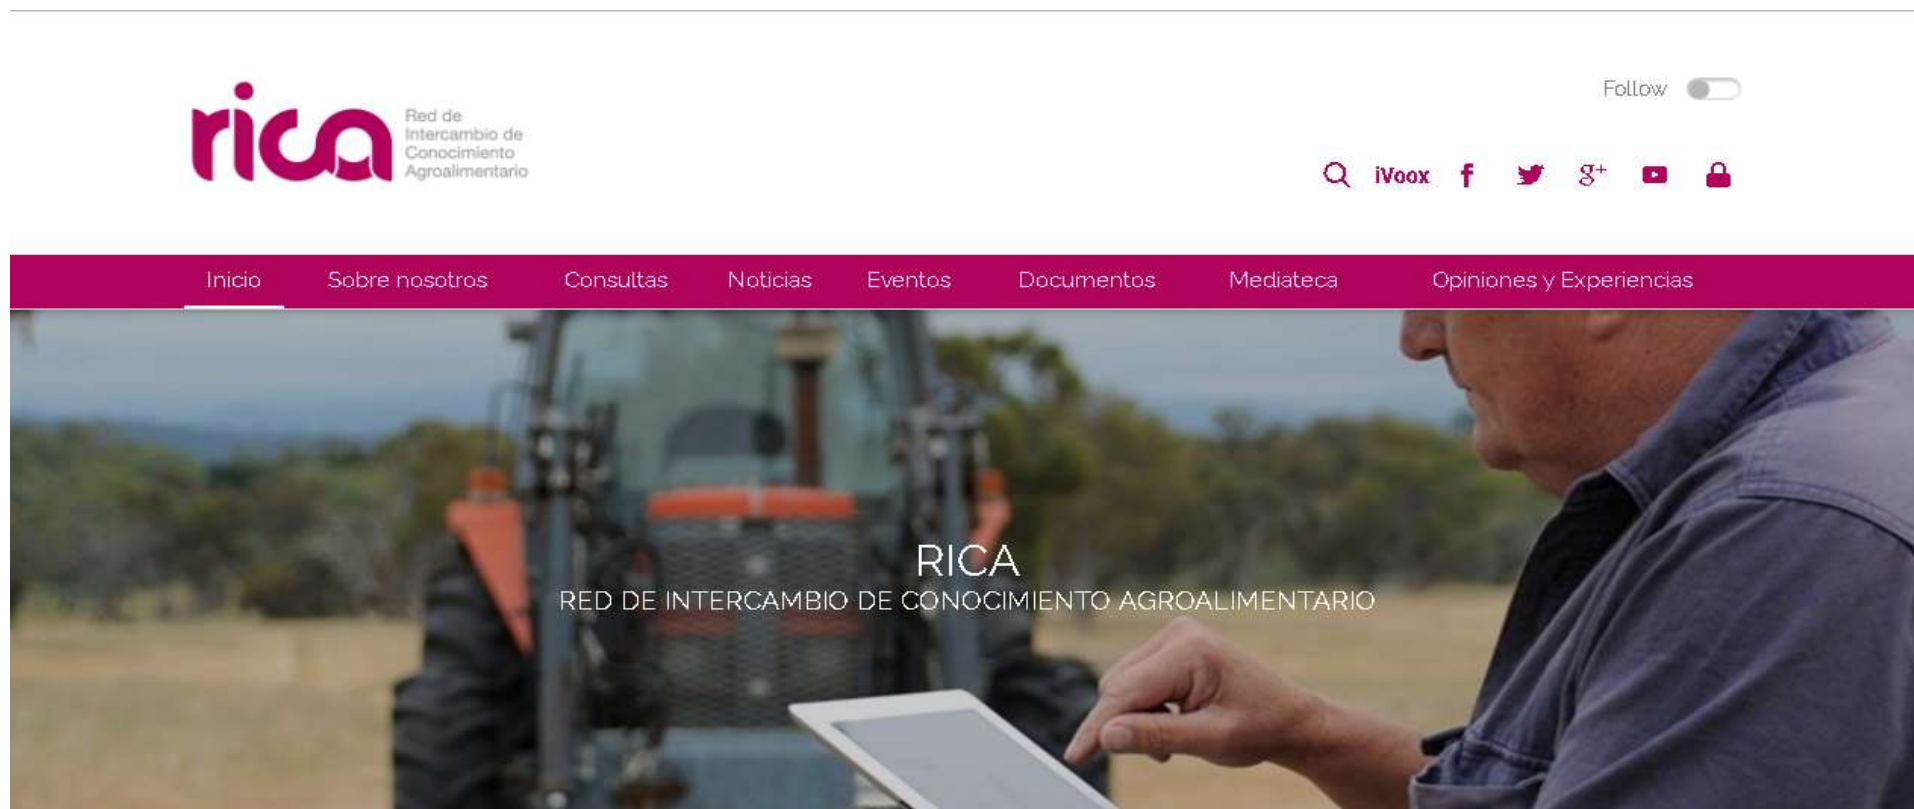 rica
Red de
Intercambio de
Conocimiento
Agroalimentario
Follow
iVoox f g+
Inicio Sobre nosotros Consultas Noticias Eventos Documentos Mediateca Opiniones y Experiencias
RICA
RED DE INTERCAMBIO DE CONOCIMIENTO AGROALIMENTARIO